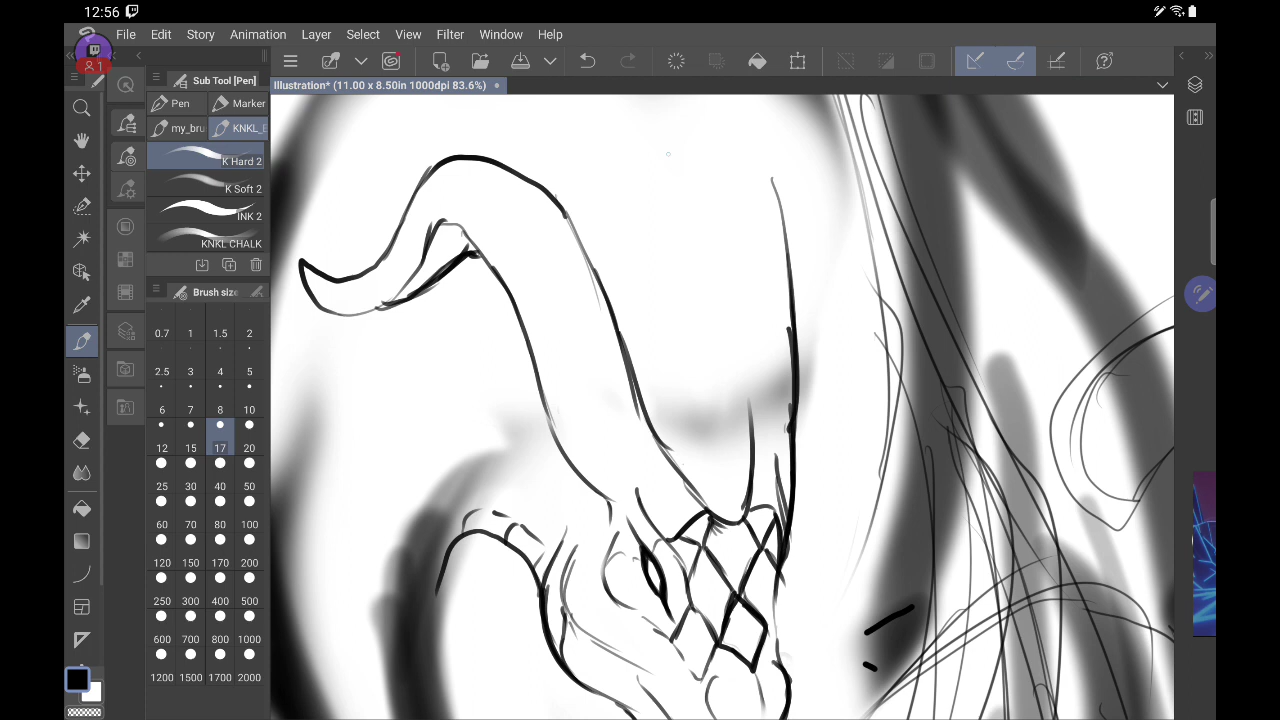 12:56
File Edit Story Animation Layer Select View Filter Window Help
1
Sub Tool [Pen]
Illustration* (11.00 x 8.50in 1000dpi 83.6%)
Pen Marker
my_bru KNKL_E
K Hard 2
K Soft 2
INK 2
KNKL CHALK
Brush size
0.7 1 1.5 2
2.5 3 4 5
6 7 8 10
12 15 17 20
25 30 40 50
60 70 80 100
120 150 170 200
250 300 400 500
600 700 800 1000
1200 1500 1700 2000